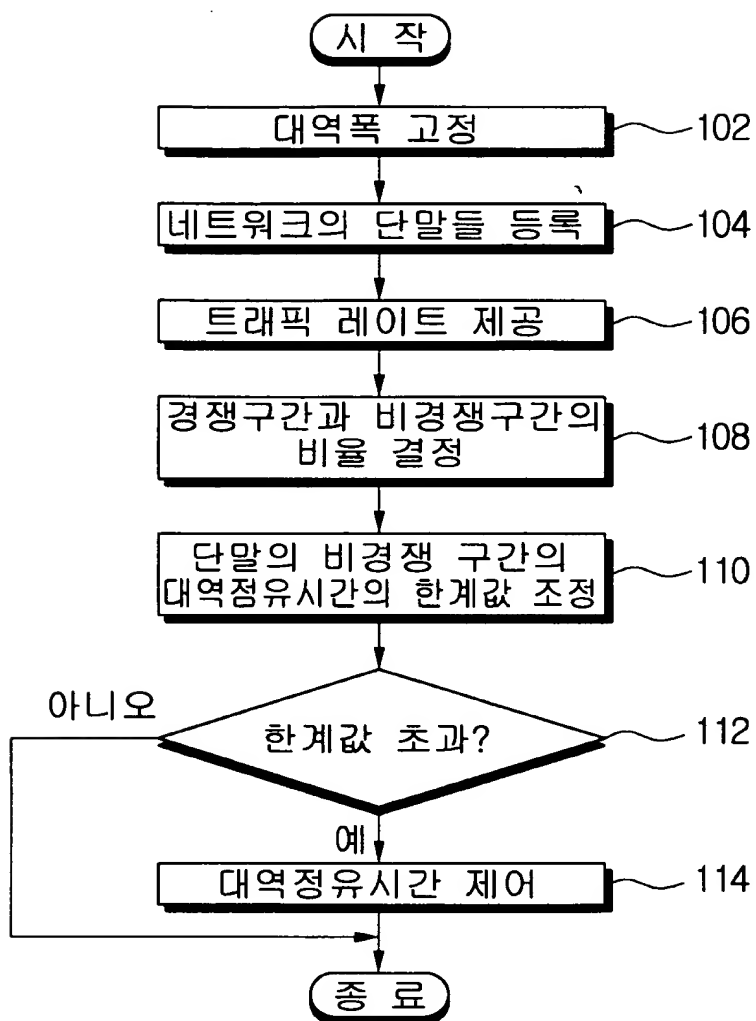 시 작
대역폭 고정
102
네트워크의 단말들 등록
104
트래픽 레이트 제공
106
경쟁구간과 비경쟁구간의
비율 결정
108
단말의 비경쟁 구간의
대역점유시간의 한계값 조정
110
아니오
한계값 초과?
112
예
대역정유시간 제어
114
종 료